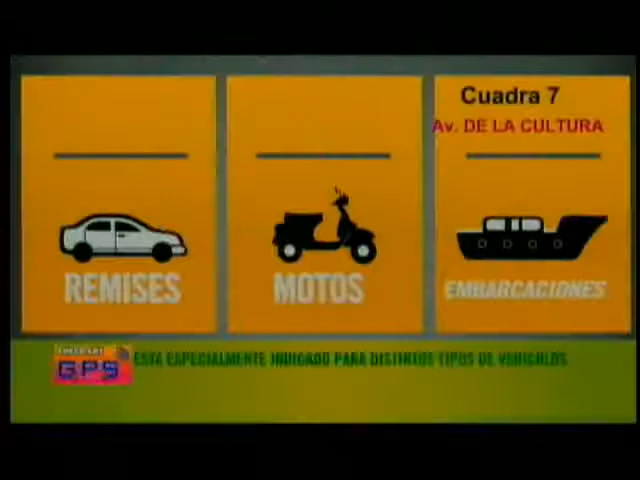 Cuadra 7
Av. DE LA CULTURA
REMISES
MOTOS
EMBARCACIONES
GPS
ESTA ESPECIALMENTE INDICADO PARA DISTINTOS TIPOS DE VEHICULOS